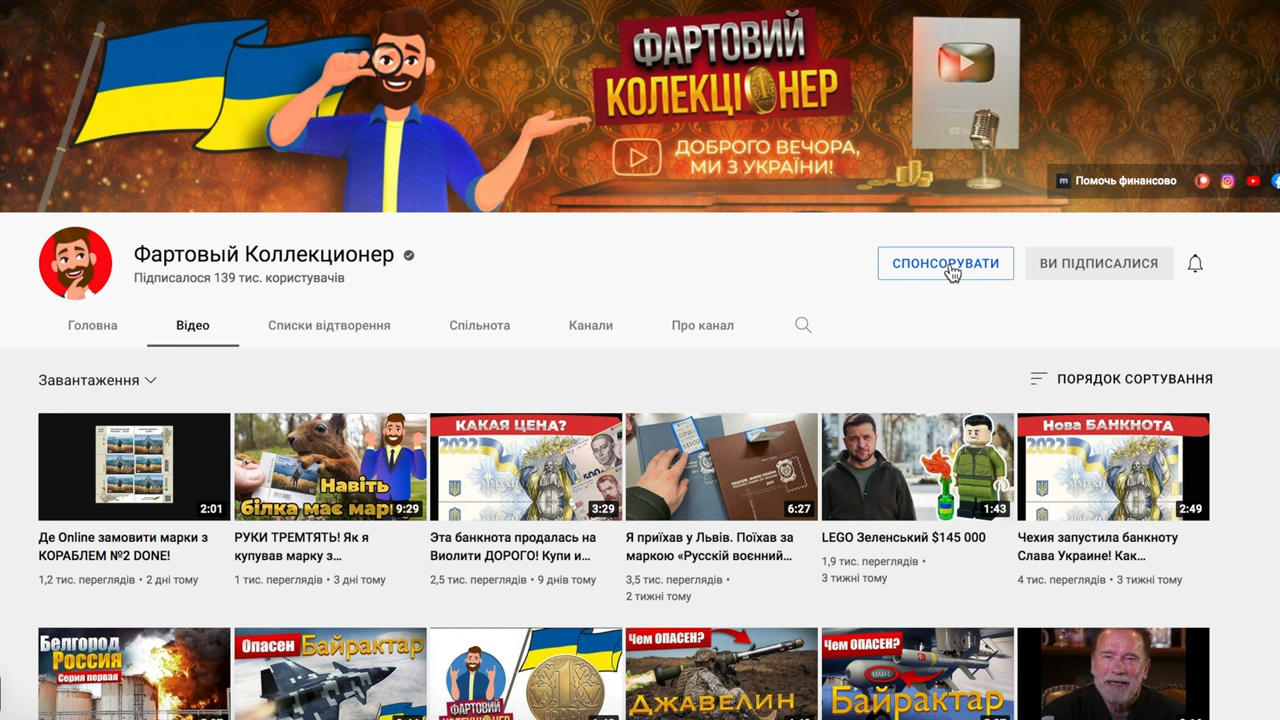 ФАРТОВИЙ
КОЛЕКЦІОНЕР
ДОБРОГО ВЕЧОРА,
МИ З УКРАЇНИ!
Помочь финансово
Фартовый Коллекционер
Підписалося 139 тис. користувачів
СПОНСОРУВАТИ
ВИ ПІДПИСАЛИСЯ
Головна
Відео
Списки відтворення
Спільнота
Канали
Про канал
Завантаження
ПОРЯДОК СОРТУВАННЯ
2:01
Навіть
білка має марк
9:29
КАКАЯ ЦЕНА?
2022
500
3:29
6:27
1:43
Нова БАНКНОТА
2022
2:49
Де Online замовити марки з
КОРАБЛЕМ №2 DONE!
1,2 тис. переглядів • 2 дні тому
РУКИ ТРЕМТЯТЬ! Як я
купував марку з...
1 тис. переглядів • 3 дні тому
Эта банкнота продалась на
Виолити ДОРОГО! Купи и...
2,5 тис. переглядів • 9 днів тому
Я приїхав у Львів. Поїхав за
маркою «Русскій воєнний...
3,5 тис. переглядів •
2 тижні тому
LEGO Зеленський $145 000
1,9 тис. переглядів •
3 тижні тому
Чехия запустила банкноту
Слава Украине! Как...
4 тис. переглядів • 3 тижні тому
Белгород
Россия
Серия первая
Опасен Байрактар
ФАРТОВИЙ
Чем ОПАСЕН?
ДЖАВЕЛИН
Чем ОПАСЕН?
MAM-L
Байрактар